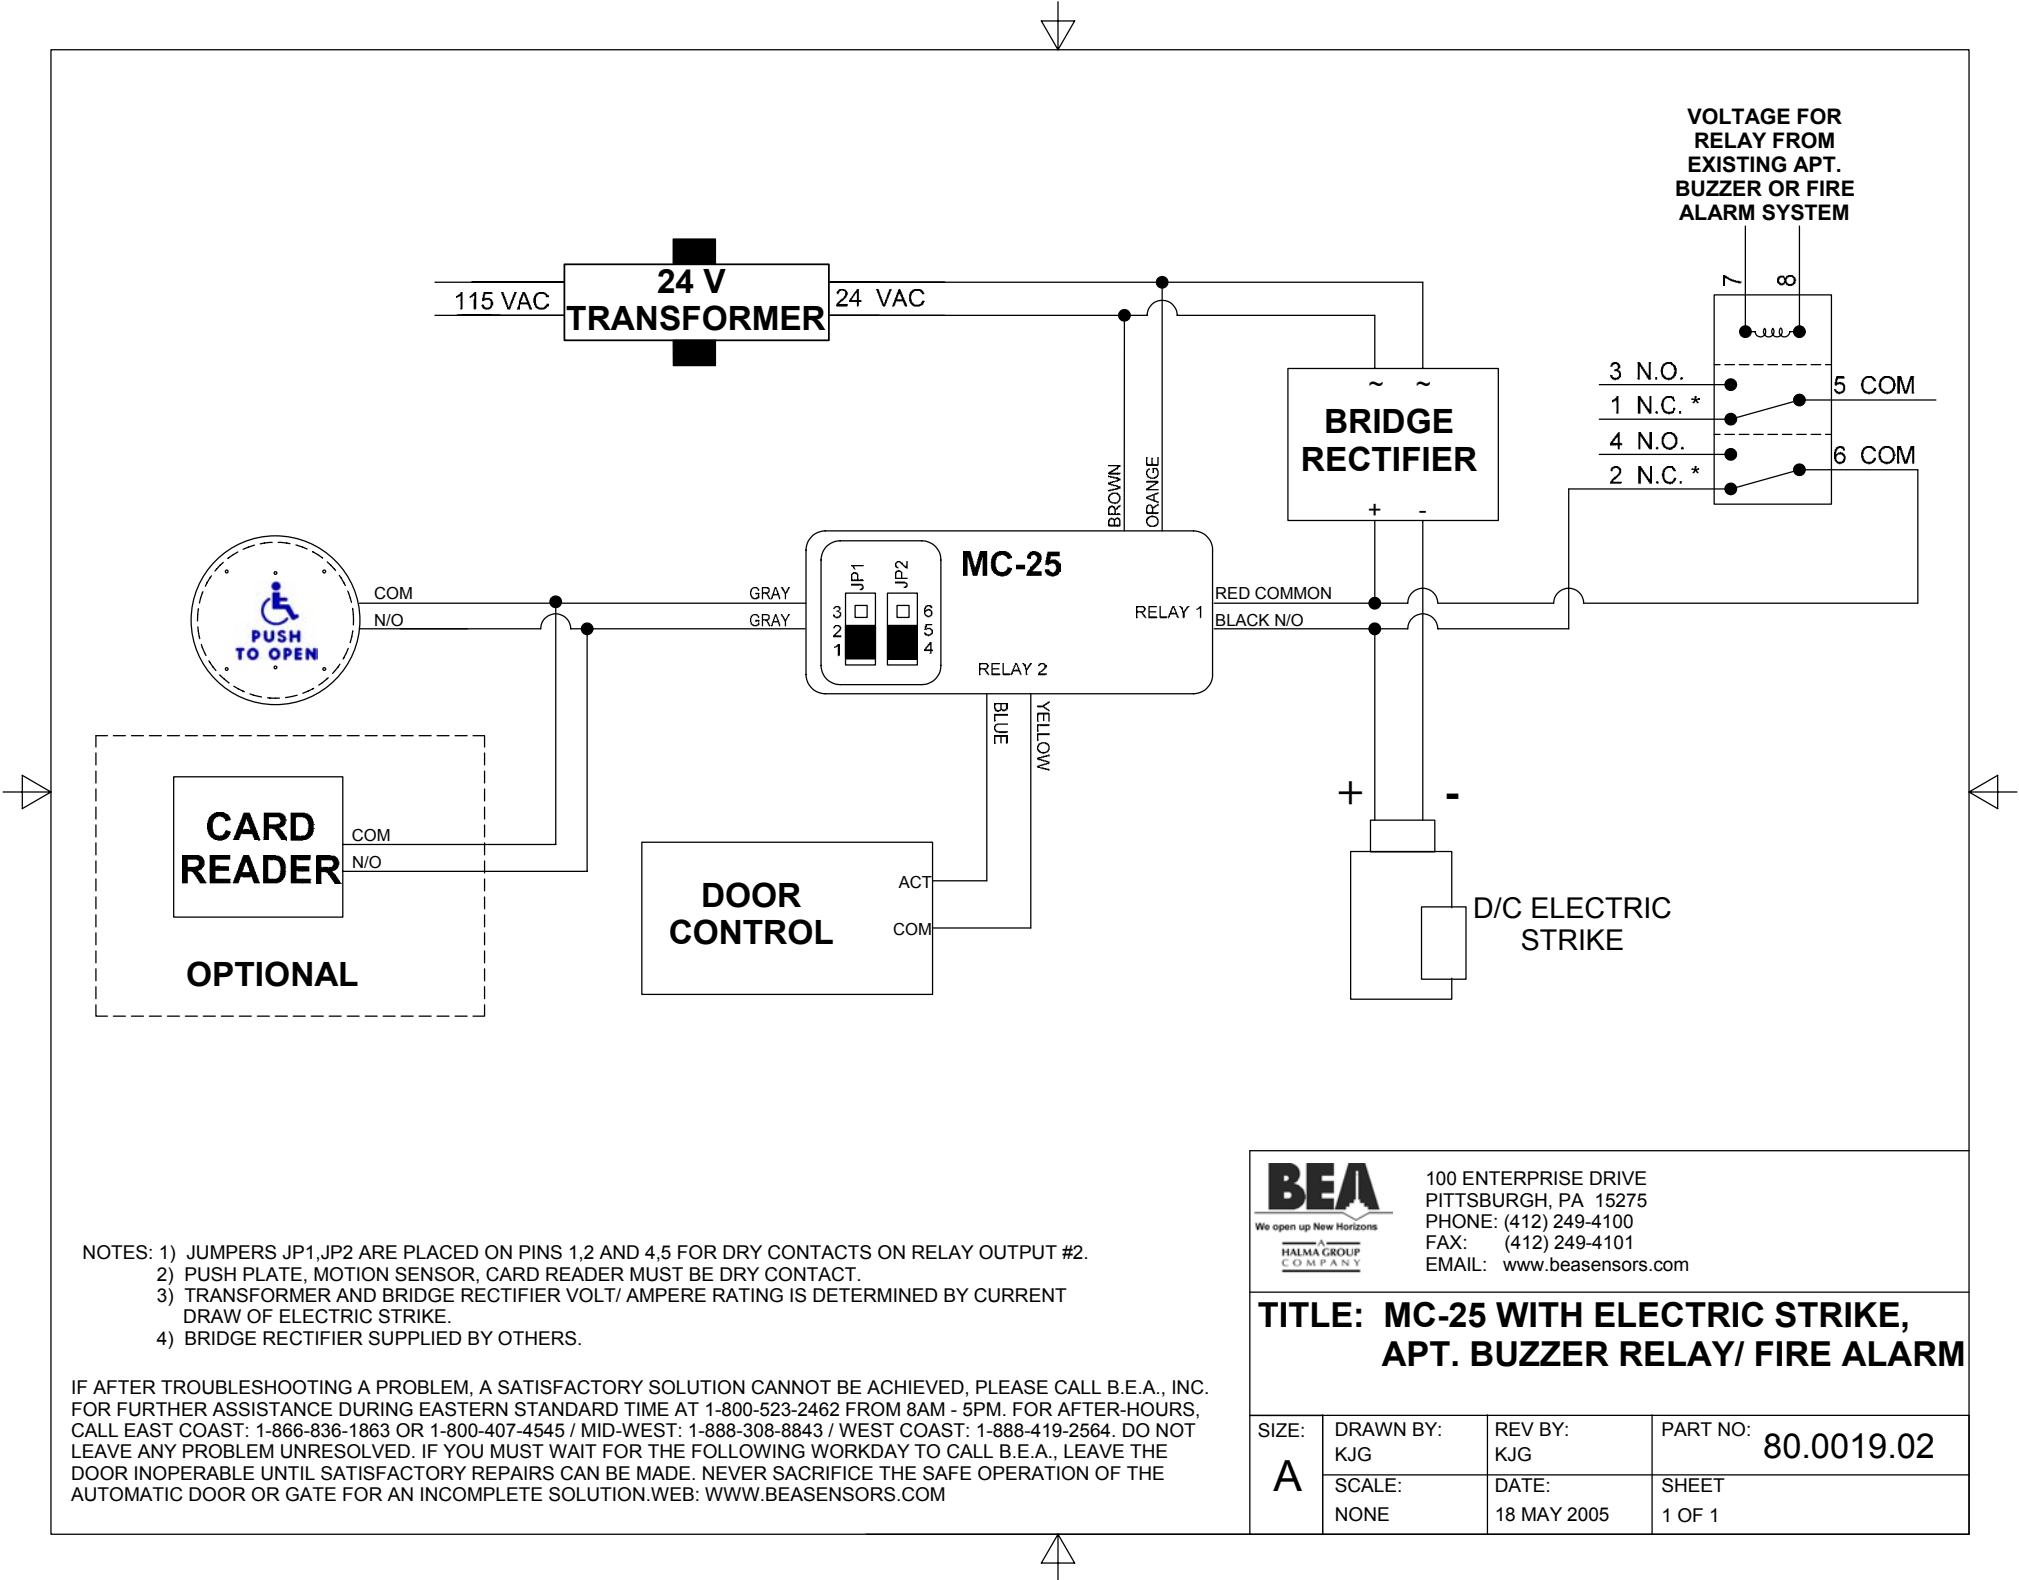 VOLTAGE FOR
RELAY FROM
EXISTING APT.
BUZZER OR FIRE
ALARM SYSTEM
7
8
115 VAC
24 V
TRANSFORMER
24 VAC
3 N.O.
1 N.C. *
4 N.O.
2 N.C. *
5 COM
6 COM
~ ~
BRIDGE
RECTIFIER
+ -
BROWN
ORANGE
PUSH
TO OPEN
COM
N/O
GRAY
GRAY
JP1
JP2
3
2
1
6
5
4
MC-25
RELAY 1
RELAY 2
RED COMMON
BLACK N/O
BLUE
YELLOW
CARD
READER
COM
N/O
OPTIONAL
DOOR
CONTROL
ACT
COM
+ -
D/C ELECTRIC
STRIKE
NOTES: 1) JUMPERS JP1,JP2 ARE PLACED ON PINS 1,2 AND 4,5 FOR DRY CONTACTS ON RELAY OUTPUT #2.
2) PUSH PLATE, MOTION SENSOR, CARD READER MUST BE DRY CONTACT.
3) TRANSFORMER AND BRIDGE RECTIFIER VOLT/ AMPERE RATING IS DETERMINED BY CURRENT
DRAW OF ELECTRIC STRIKE.
4) BRIDGE RECTIFIER SUPPLIED BY OTHERS.
IF AFTER TROUBLESHOOTING A PROBLEM, A SATISFACTORY SOLUTION CANNOT BE ACHIEVED, PLEASE CALL B.E.A., INC.
FOR FURTHER ASSISTANCE DURING EASTERN STANDARD TIME AT 1-800-523-2462 FROM 8AM - 5PM. FOR AFTER-HOURS,
CALL EAST COAST: 1-866-836-1863 OR 1-800-407-4545 / MID-WEST: 1-888-308-8843 / WEST COAST: 1-888-419-2564. DO NOT
LEAVE ANY PROBLEM UNRESOLVED. IF YOU MUST WAIT FOR THE FOLLOWING WORKDAY TO CALL B.E.A., LEAVE THE
DOOR INOPERABLE UNTIL SATISFACTORY REPAIRS CAN BE MADE. NEVER SACRIFICE THE SAFE OPERATION OF THE
AUTOMATIC DOOR OR GATE FOR AN INCOMPLETE SOLUTION.WEB: WWW.BEASENSORS.COM
BEA
We open up New Horizons
A
HALMA GROUP
COMPANY
100 ENTERPRISE DRIVE
PITTSBURGH, PA 15275
PHONE: (412) 249-4100
FAX: (412) 249-4101
EMAIL: www.beasensors.com
TITLE: MC-25 WITH ELECTRIC STRIKE,
APT. BUZZER RELAY/ FIRE ALARM
SIZE:
A
DRAWN BY:
KJG
REV BY:
KJG
PART NO: 80.0019.02
SCALE:
NONE
DATE:
18 MAY 2005
SHEET
1 OF 1